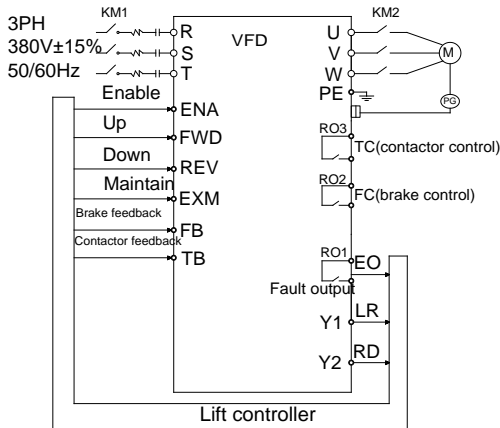 KM1
3PH
380V±15%
50/60Hz
R
S
T
VFD
U
V
W
PE
KM2
M
PG
Enable
ENA
Up
FWD
Down
REV
Maintain
EXM
Brake feedback
FB
Contactor feedback
TB
RO3
TC(contactor control)
RO2
FC(brake control)
RO1
EO
Fault output
Y1
LR
Y2
RD
Lift controller